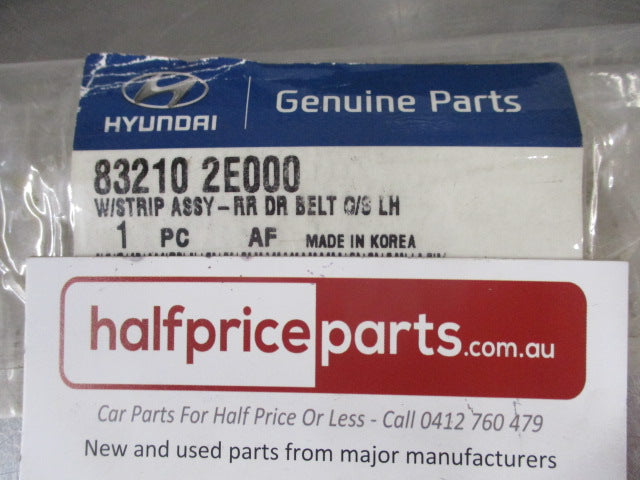 HYUNDAI
Genuine Parts
83210 2E000
W/STRIP ASSY-RR DR BELT O/S LH
1 PC AF MADE IN KOREA
halfpriceparts.com.au
Car Parts For Half Price Or Less - Call 0412 760 479
New and used parts from major manufacturers